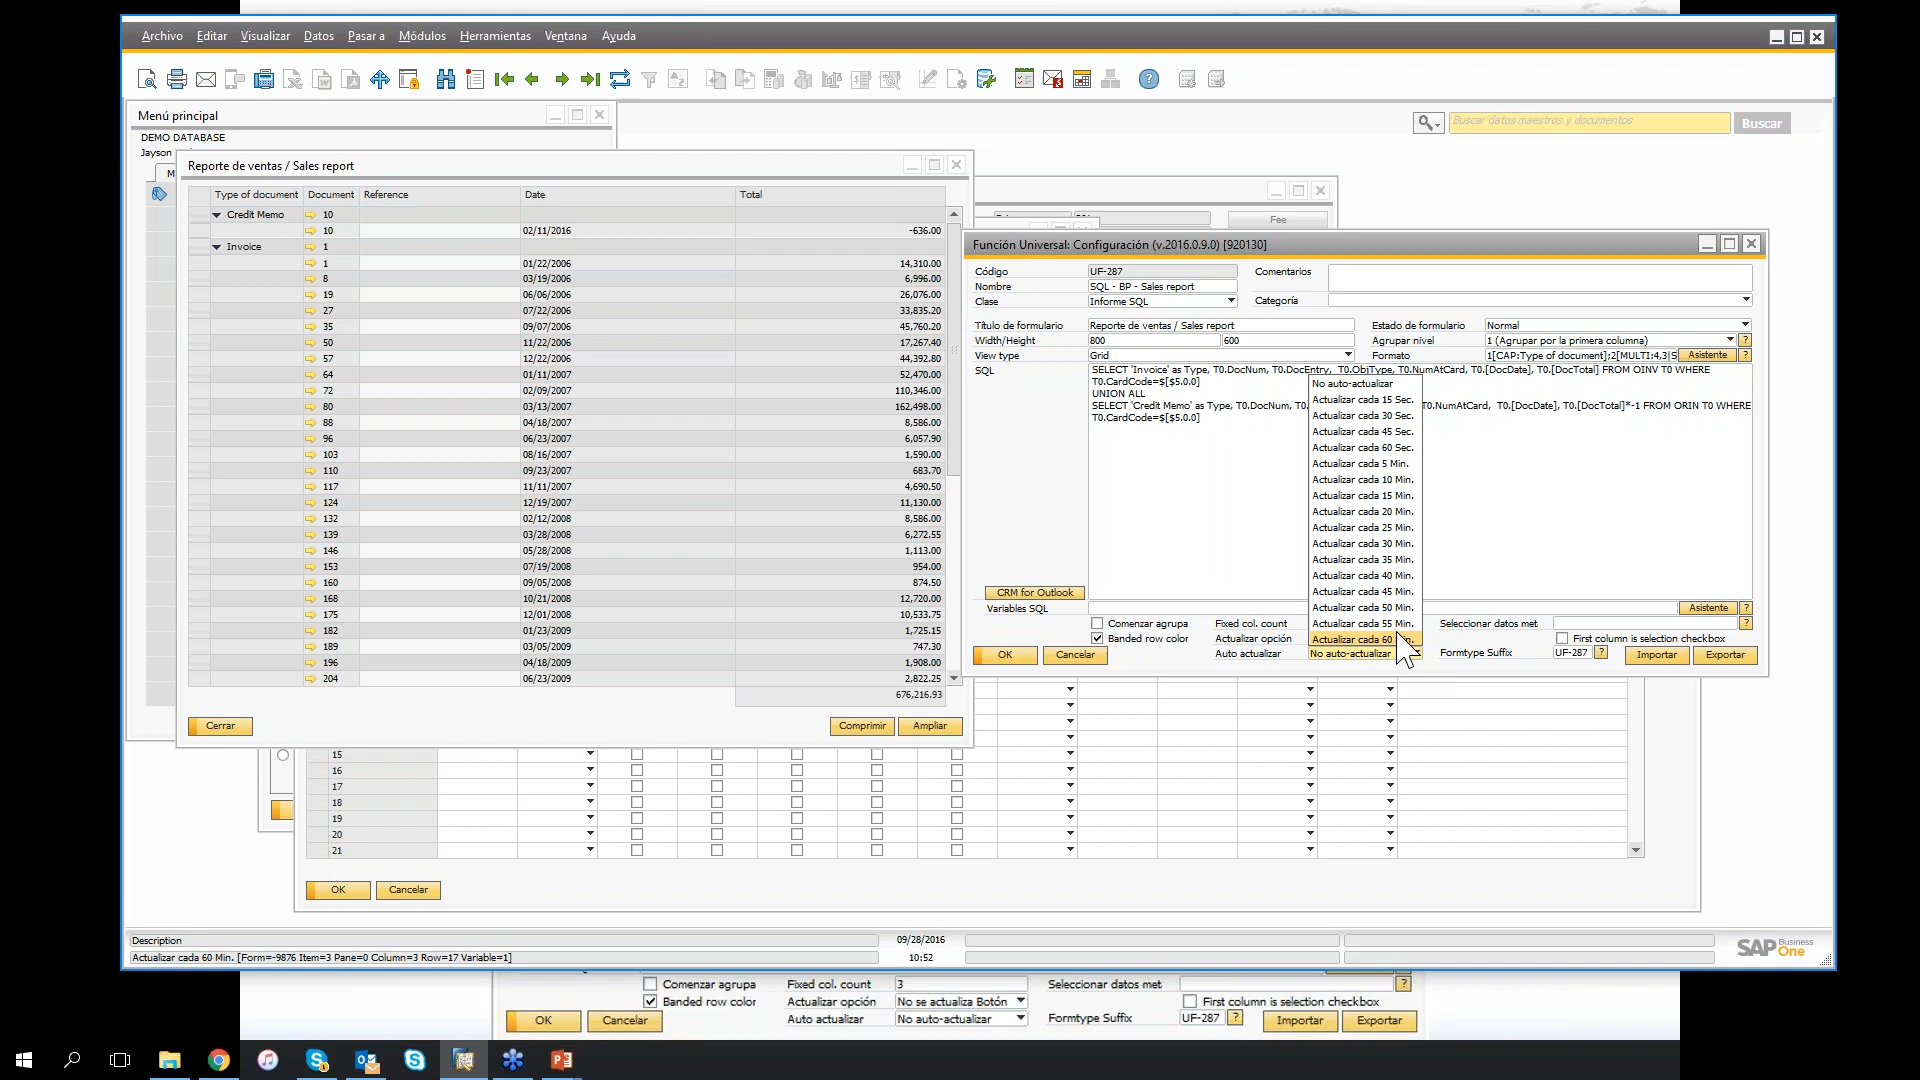 Archivo Editar Visualizar Datos Pasar a Módulos Herramientas Ventana Ayuda
Menú principal
DEMO DATABASE
Jayson
M
Buscar datos maestros y documentos
Buscar
Reporte de ventas / Sales report
Type of document Document Reference Date Total
Credit Memo 10
10 02/11/2016 -636.00
Invoice 1
1 01/22/2006 14,310.00
8 03/19/2006 6,996.00
19 06/06/2006 26,076.00
27 07/22/2006 33,835.20
35 09/07/2006 45,760.20
50 11/22/2006 17,267.40
57 12/22/2006 44,392.80
64 01/11/2007 52,470.00
72 02/09/2007 110,346.00
80 03/13/2007 162,498.00
88 04/18/2007 8,586.00
96 06/23/2007 6,057.90
103 08/16/2007 1,590.00
110 09/23/2007 683.70
117 11/11/2007 4,690.50
124 12/19/2007 11,130.00
132 02/12/2008 8,586.00
139 03/28/2008 6,272.55
146 05/28/2008 1,113.00
153 07/19/2008 954.00
160 09/05/2008 874.50
168 10/21/2008 12,720.00
175 12/01/2008 10,533.75
182 01/23/2009 1,725.15
189 03/05/2009 747.30
196 04/18/2009 1,908.00
204 06/23/2009 2,822.25
676,216.93
Cerrar Comprimir Ampliar
Fee
Función Universal: Configuración (v.2016.0.9.0) [920130]
Código UF-287 Comentarios
Nombre SQL - BP - Sales report
Clase Informe SQL Categoría
Título de formulario Reporte de ventas / Sales report Estado de formulario Normal
Width/Height 800 600 Agrupar nivel 1 (Agrupar por la primera columna) ?
View type Grid Formato 1[CAP:Type of document];2[MULTI:4,3|S Asistente ?
SQL SELECT 'Invoice' as Type, T0.DocNum, T0.DocEntry, T0.ObjType, T0.NumAtCard, T0.[DocDate], T0.[DocTotal] FROM OINV T0 WHERE
T0.CardCode=$[$5.0.0]
UNION ALL
SELECT 'Credit Memo' as Type, T0.DocNum, T0. T0.NumAtCard, T0.[DocDate], T0.[DocTotal]*-1 FROM ORIN T0 WHERE
T0.CardCode=$[$5.0.0]
No auto-actualizar
Actualizar cada 15 Sec.
Actualizar cada 30 Sec.
Actualizar cada 45 Sec.
Actualizar cada 60 Sec.
Actualizar cada 5 Min.
Actualizar cada 10 Min.
Actualizar cada 15 Min.
Actualizar cada 20 Min.
Actualizar cada 25 Min.
Actualizar cada 30 Min.
Actualizar cada 35 Min.
Actualizar cada 40 Min.
Actualizar cada 45 Min.
Actualizar cada 50 Min.
Actualizar cada 55 Min.
Actualizar cada 60
CRM for Outlook
Variables SQL Asistente ?
Comenzar agrupa Fixed col. count Seleccionar datos met ?
Banded row color Actualizar opción First column is selection checkbox
Auto actualizar No auto-actualizar Formtype Suffix UF-287 ?
OK Cancelar Importar Exportar
15
16
17
18
19
20
21
OK Cancelar
Description 09/28/2016
Actualizar cada 60 Min. [Form=-9876 Item=3 Pane=0 Column=3 Row=17 Variable=1] 10:52
SAP Business One
Comenzar agrupa Fixed col. count 3 Seleccionar datos met ?
Banded row color Actualizar opción No se actualiza Botón First column is selection checkbox
Auto actualizar No auto-actualizar Formtype Suffix UF-287 ?
OK Cancelar Importar Exportar